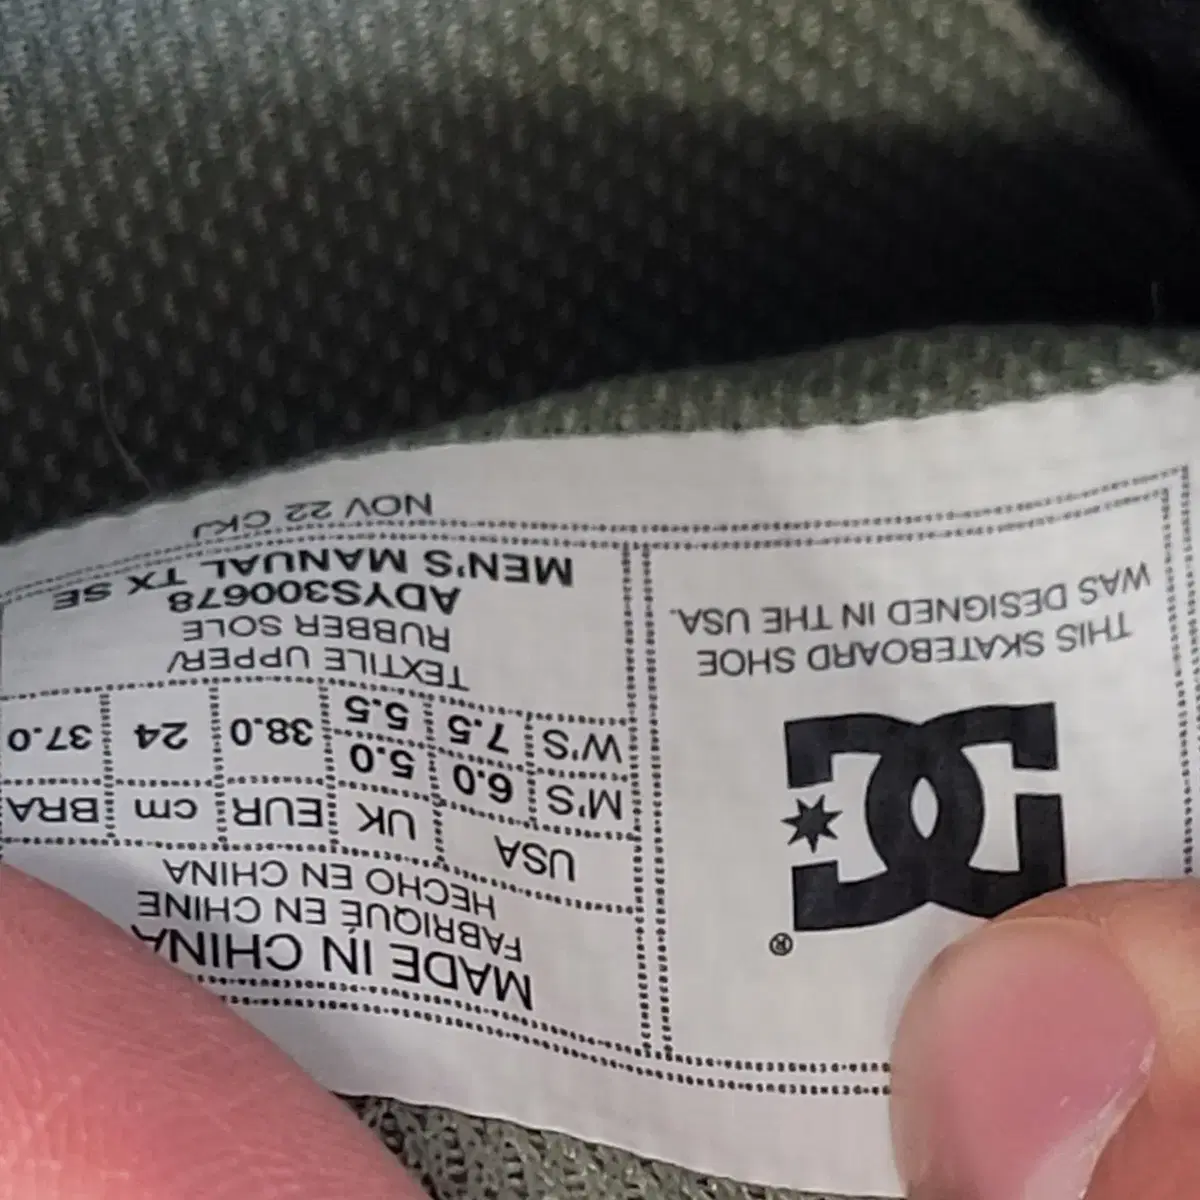 ®
DC
THIS SKATEBOARD SHOE
WAS DESIGNED IN THE USA.
MADE IN CHINA
FABRIQUÉ EN CHINE
HECHO EN CHINA
USA UK EUR cm BRA
M'S 6.0 5.0 38.0 24 37.0
W'S 7.5 5.5
TEXTILE UPPER/
RUBBER SOLE
ADYS300678
MEN'S MANUAL TX SE
NOV 22 CKJ